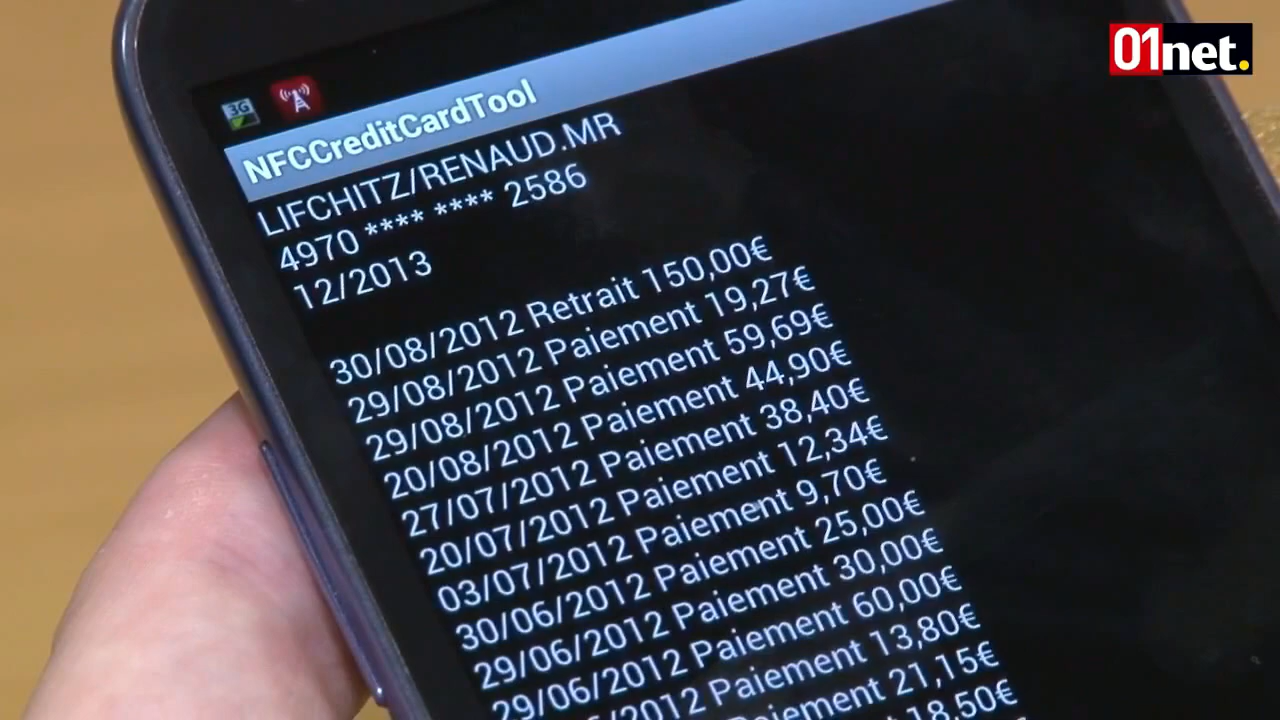 01net.
3G
NFCCreditCardTool
LIFCHITZ/RENAUD.MR
4970 **** **** 2586
12/2013
30/08/2012 Retrait 150,00€
29/08/2012 Paiement 19,27€
29/08/2012 Paiement 59,69€
20/08/2012 Paiement 44,90€
27/07/2012 Paiement 38,40€
20/07/2012 Paiement 12,34€
03/07/2012 Paiement 9,70€
30/06/2012 Paiement 25,00€
29/06/2012 Paiement 30,00€
29/06/2012 Paiement 60,00€
/2012 Paiement 13,80€
Paiement 21,15€
18,50€